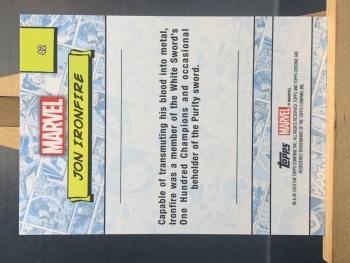 42
MARVEL
JON IRONFIRE
Capable of transmuting his blood into metal,
Ironfire was a member of the White Sword's
One Hundred Champions and occasional
beholder of the Purity sword.
topps
MARVEL